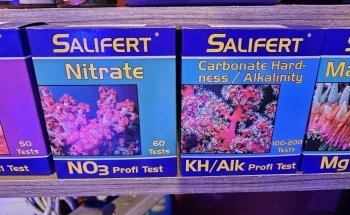 50
Tests
SALIFERT®
Nitrate
60
Tests
NO3 Profi Test
SALIFERT®
Carbonate Hard-
ness / Alkalinity
100-200
Tests
KH/Alk Profi Test
S
Ma
Mg